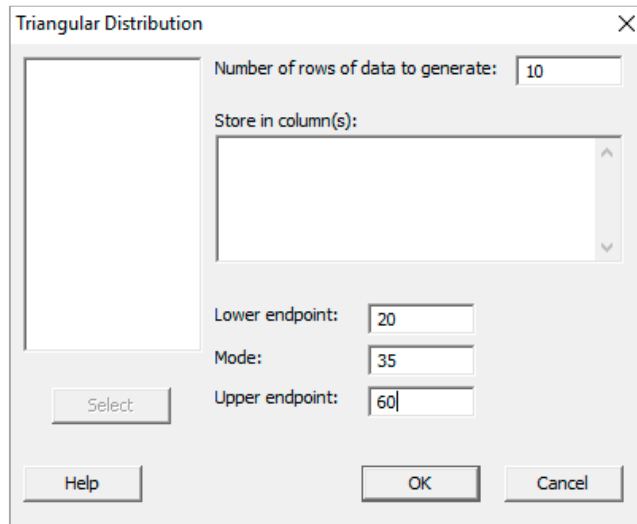 Triangular Distribution
Number of rows of data to generate: 10
Store in column(s):
Lower endpoint: 20
Mode: 35
Upper endpoint: 60
Select
Help OK Cancel